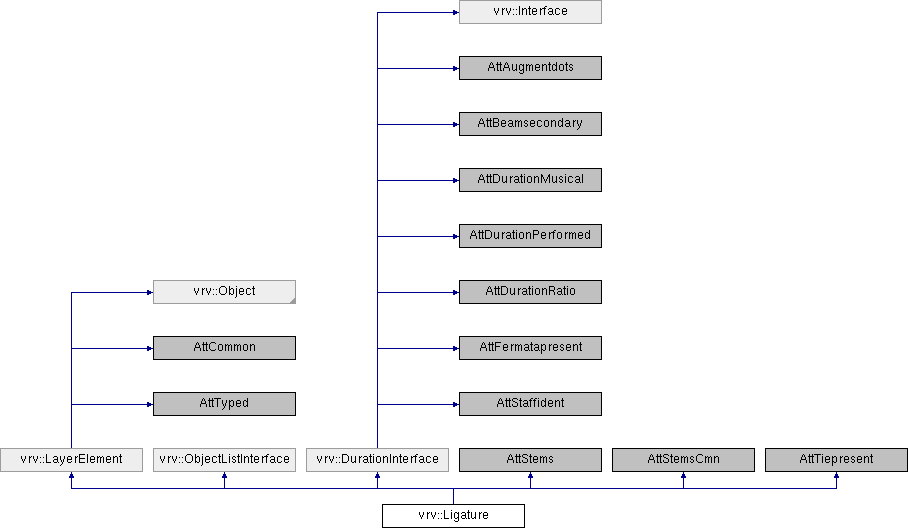 vrv::Interface
AttAugmentdots
AttBeamsecondary
AttDurationMusical
AttDurationPerformed
vrv::Object
AttDurationRatio
AttCommon
AttFermatapresent
AttTyped
AttStaffident
vrv::LayerElement
vrv::ObjectListInterface
vrv::DurationInterface
AttStems
AttStemsCmn
AttTiepresent
vrv::Ligature